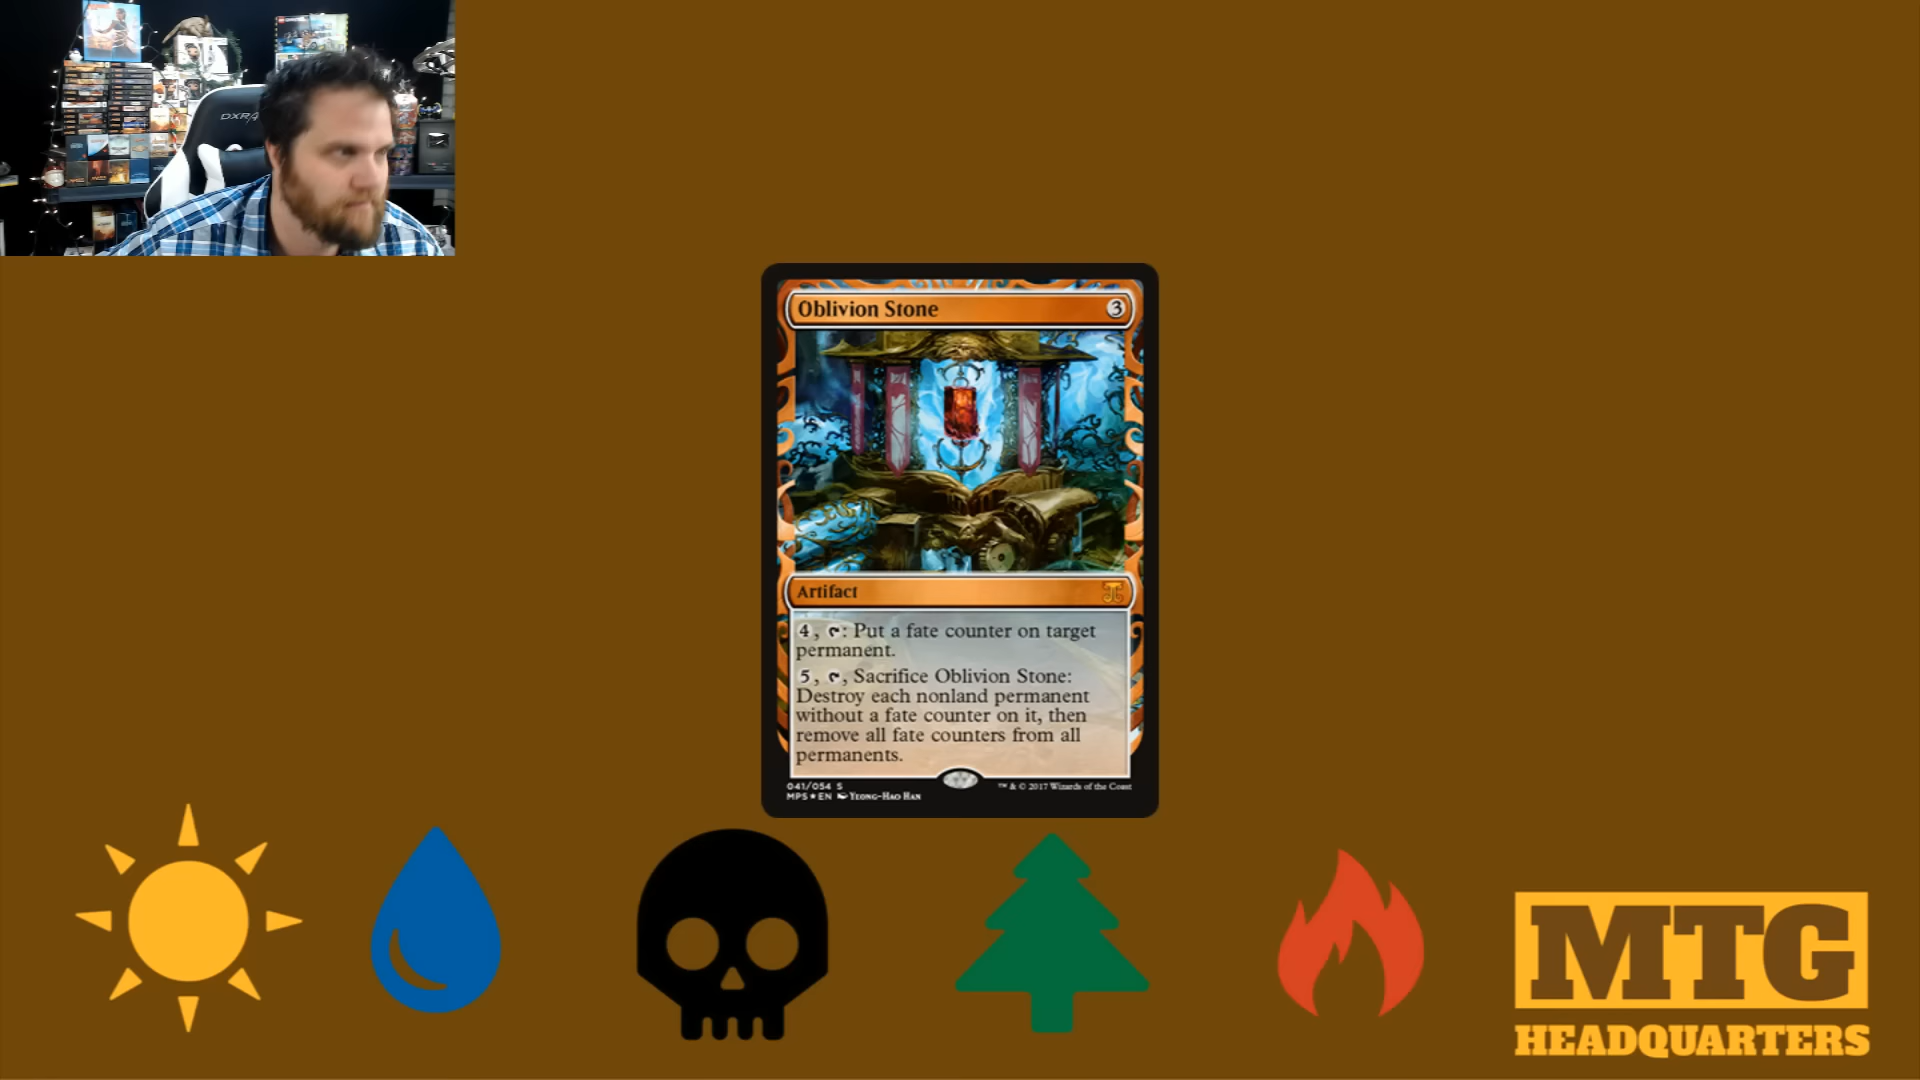 DXRA
Oblivion Stone 3
Artifact
4, : Put a fate counter on target
permanent.
5, , Sacrifice Oblivion Stone:
Destroy each nonland permanent
without a fate counter on it, then
remove all fate counters from all
permanents.
041/054 S
MPS★EN Yeong-Hao Han
™ & © 2017 Wizards of the Coast
MTG
HEADQUARTERS